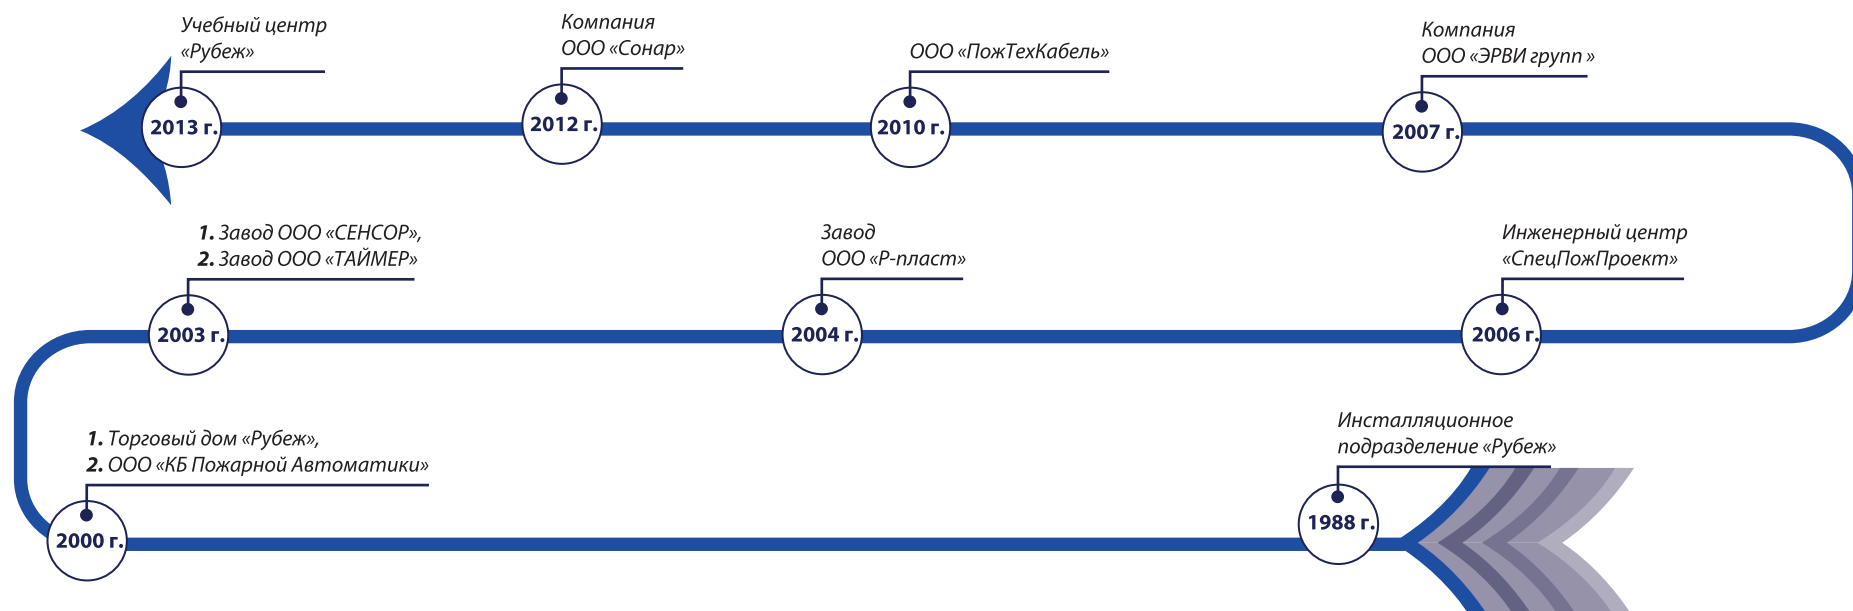 Учебный центр
«Рубеж»
2013 г.
Компания
ООО «Сонар»
2012 г.
ООО «ПожТехКабель»
2010 г.
Компания
ООО «ЭРВИ групп »
2007 г.
1. Завод ООО «СЕНСОР»,
2. Завод ООО «ТАЙМЕР»
2003 г.
Завод
ООО «Р-пласт»
2004 г.
Инженерный центр
«СпецПожПроект»
2006 г.
1. Торговый дом «Рубеж»,
2. ООО «КБ Пожарной Автоматики»
2000 г.
Инсталляционное
подразделение «Рубеж»
1988 г.